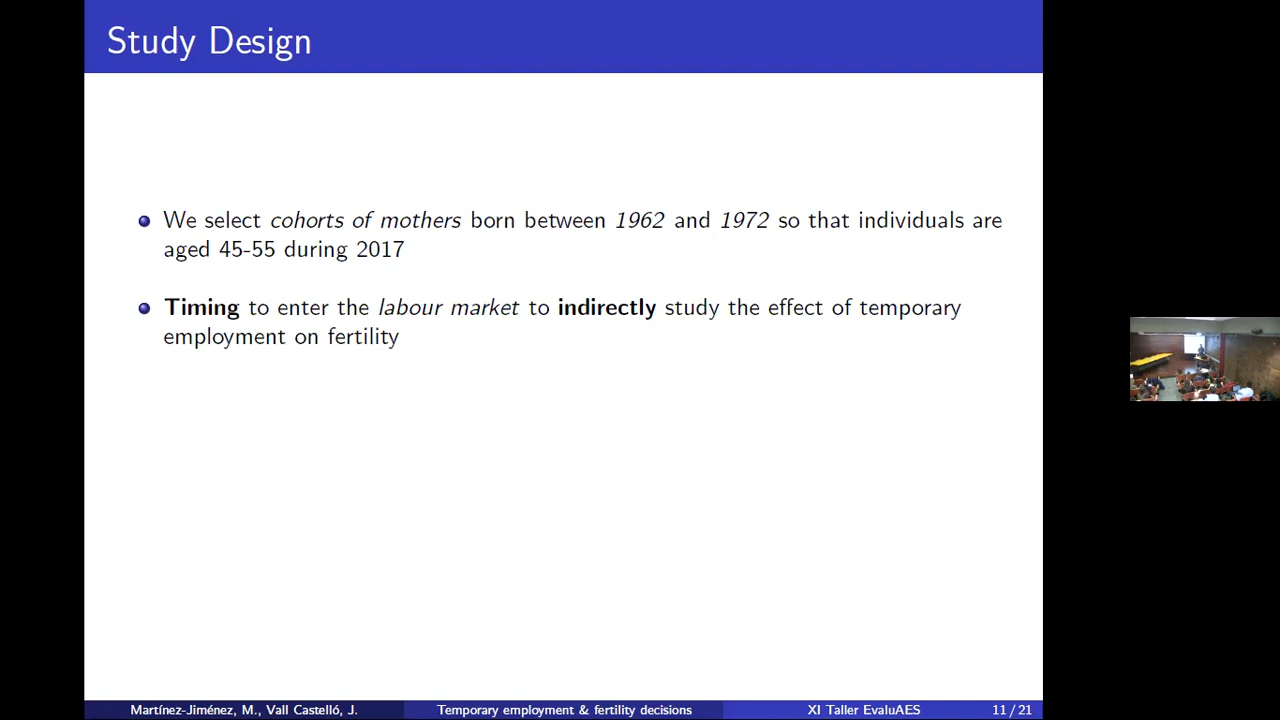 Study Design
We select cohorts of mothers born between 1962 and 1972 so that individuals are
aged 45-55 during 2017
Timing to enter the labour market to indirectly study the effect of temporary
employment on fertility
Martínez-Jiménez, M., Vall Castelló, J.
Temporary employment & fertility decisions
XI Taller EvaluAES
11 / 21